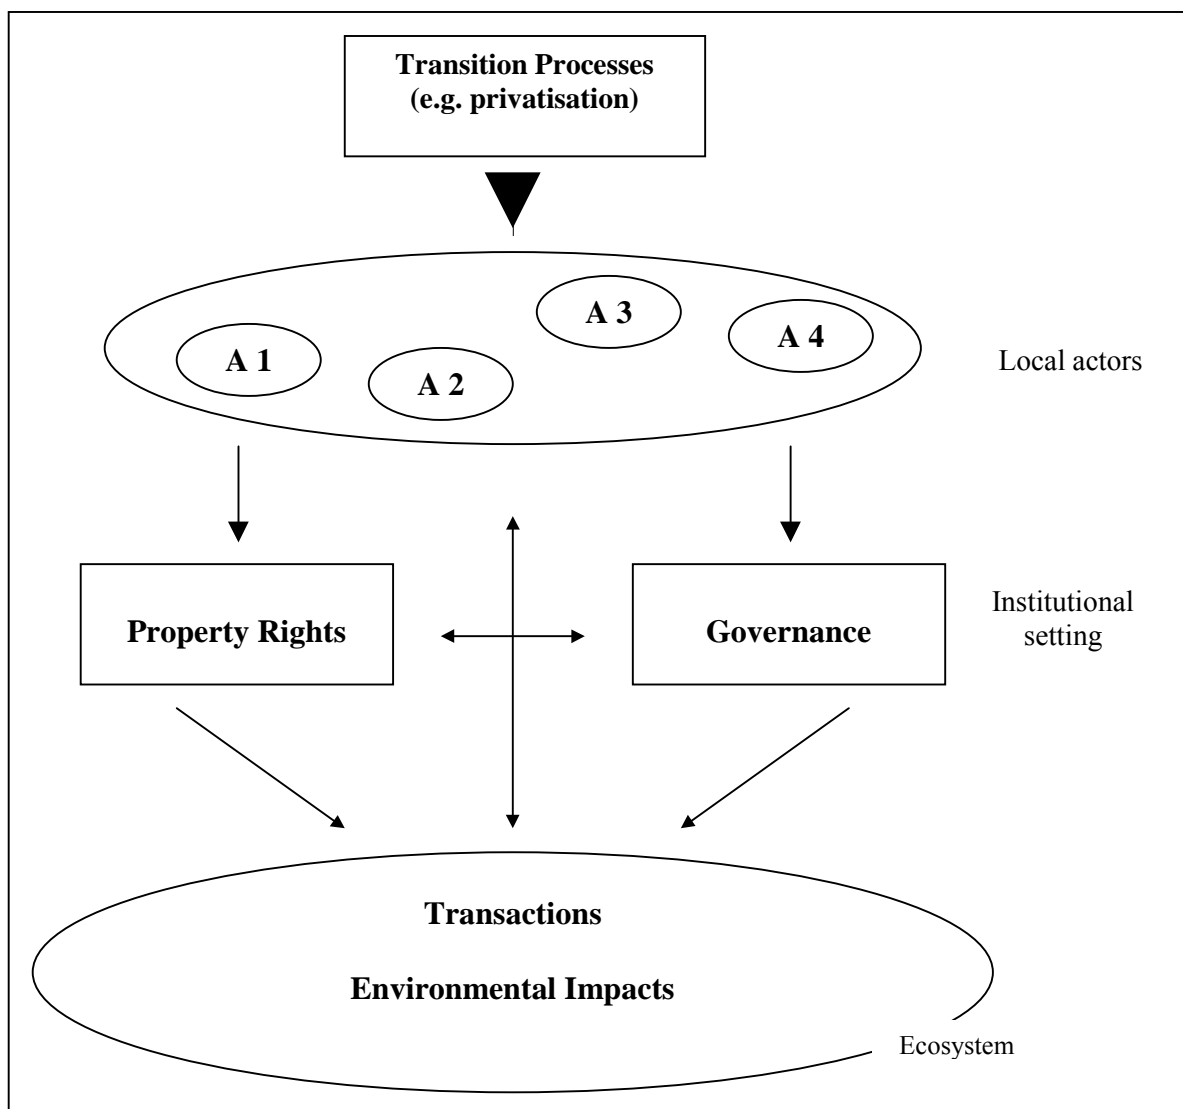 Transition Processes
(e.g. privatisation)
A 3
A 4
A 1
A 2
Local actors
Property Rights
Governance
Institutional
setting
Transactions
Environmental Impacts
Ecosystem